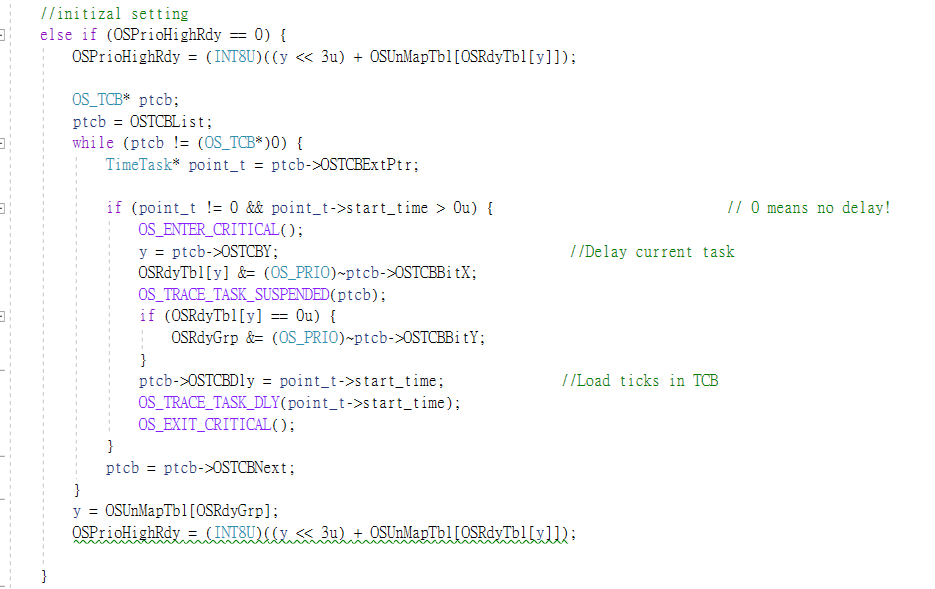 //initizal setting
else if (OSPrioHighRdy == 0) {
OSPrioHighRdy = (INT8U)((y << 3u) + OSUnMapTbl[OSRdyTbl[y]]);
OS_TCB* ptcb;
ptcb = OSTCBList;
while (ptcb != (OS_TCB*)0) {
TimeTask* point_t = ptcb->OSTCBExtPtr;
if (point_t != 0 && point_t->start_time > 0u) { // 0 means no delay!
OS_ENTER_CRITICAL();
y = ptcb->OSTCBY; //Delay current task
OSRdyTbl[y] &= (OS_PRIO)~ptcb->OSTCBBitX;
OS_TRACE_TASK_SUSPENDED(ptcb);
if (OSRdyTbl[y] == 0u) {
OSRdyGrp &= (OS_PRIO)~ptcb->OSTCBBitY;
}
ptcb->OSTCBDly = point_t->start_time; //Load ticks in TCB
OS_TRACE_TASK_DLY(point_t->start_time);
OS_EXIT_CRITICAL();
}
ptcb = ptcb->OSTCBNext;
}
y = OSUnMapTbl[OSRdyGrp];
OSPrioHighRdy = (INT8U)((y << 3u) + OSUnMapTbl[OSRdyTbl[y]]);
}